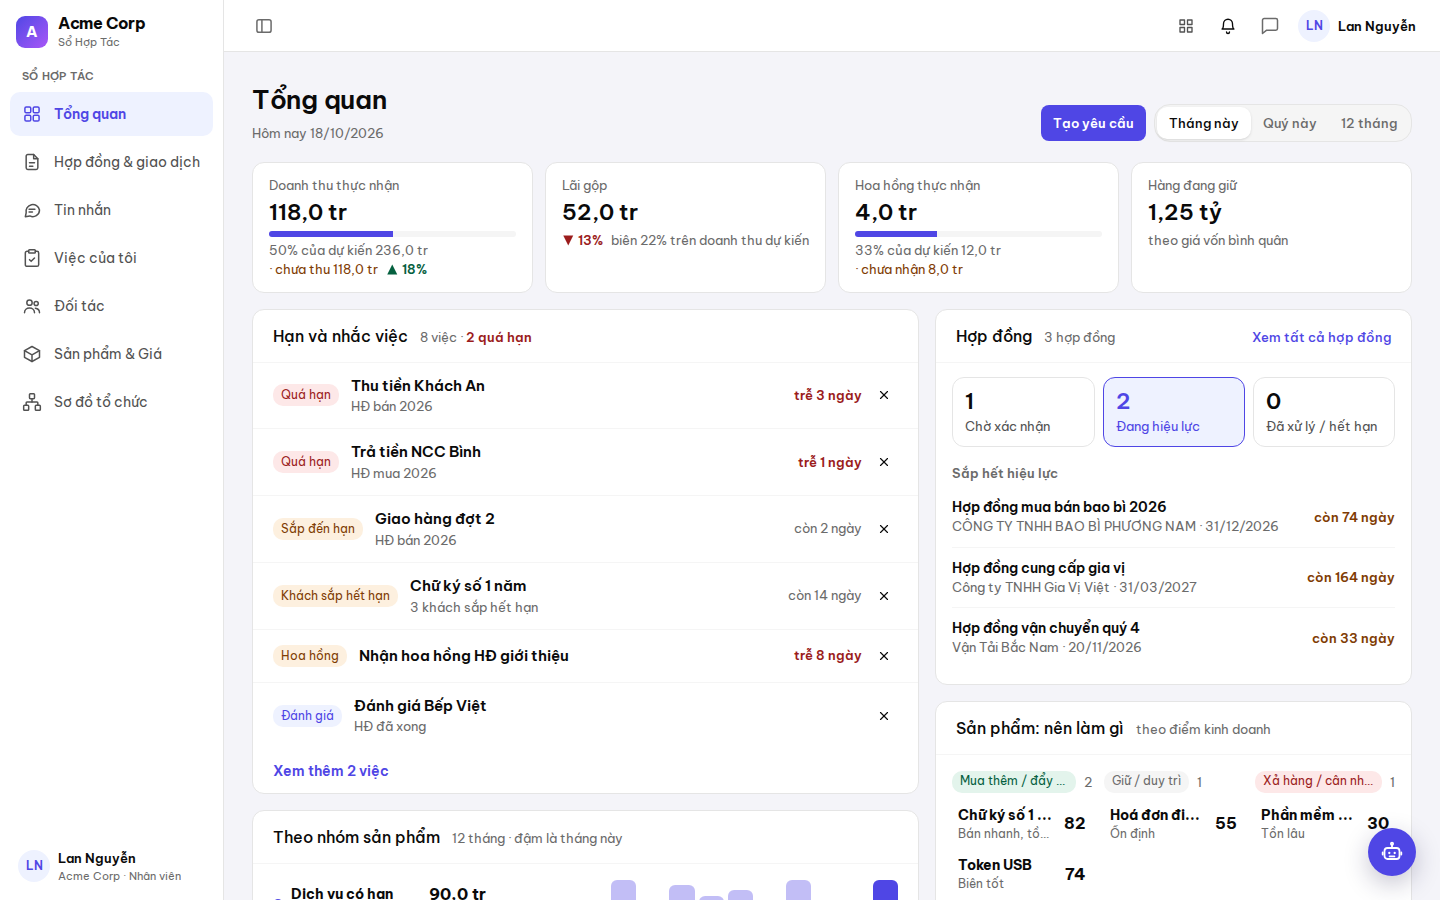 A
Acme Corp
Sổ Hợp Tác
SỔ HỢP TÁC
Tổng quan
Hợp đồng & giao dịch
Tin nhắn
Việc của tôi
Đối tác
Sản phẩm & Giá
Sơ đồ tổ chức
LN
Lan Nguyễn
Acme Corp · Nhân viên
LN Lan Nguyễn
Tổng quan
Hôm nay 18/10/2026
Tạo yêu cầu
Tháng này Quý này 12 tháng
Doanh thu thực nhận
118,0 tr
50% của dự kiến 236,0 tr
· chưa thu 118,0 tr ▲ 18%
Lãi gộp
52,0 tr
▼ 13% biên 22% trên doanh thu dự kiến
Hoa hồng thực nhận
4,0 tr
33% của dự kiến 12,0 tr
· chưa nhận 8,0 tr
Hàng đang giữ
1,25 tỷ
theo giá vốn bình quân
Hạn và nhắc việc 8 việc · 2 quá hạn
Quá hạn Thu tiền Khách An trễ 3 ngày ×
HĐ bán 2026
Quá hạn Trả tiền NCC Bình trễ 1 ngày ×
HĐ mua 2026
Sắp đến hạn Giao hàng đợt 2 còn 2 ngày ×
HĐ bán 2026
Khách sắp hết hạn Chữ ký số 1 năm còn 14 ngày ×
3 khách sắp hết hạn
Hoa hồng Nhận hoa hồng HĐ giới thiệu trễ 8 ngày ×
Đánh giá Đánh giá Bếp Việt ×
HĐ đã xong
Xem thêm 2 việc
Theo nhóm sản phẩm 12 tháng · đậm là tháng này
Dịch vụ có hạn 90,0 tr
Hợp đồng 3 hợp đồng Xem tất cả hợp đồng
1
Chờ xác nhận
2
Đang hiệu lực
0
Đã xử lý / hết hạn
Sắp hết hiệu lực
Hợp đồng mua bán bao bì 2026 còn 74 ngày
CÔNG TY TNHH BAO BÌ PHƯƠNG NAM · 31/12/2026
Hợp đồng cung cấp gia vị còn 164 ngày
Công ty TNHH Gia Vị Việt · 31/03/2027
Hợp đồng vận chuyển quý 4 còn 33 ngày
Vận Tải Bắc Nam · 20/11/2026
Sản phẩm: nên làm gì theo điểm kinh doanh
Mua thêm / đẩy ... 2
Chữ ký số 1 ... 82
Bán nhanh, tồ...
Token USB 74
Biên tốt
Giữ / duy trì 1
Hoá đơn đi... 55
Ổn định
Xả hàng / cân nh... 1
Phần mềm ... 30
Tồn lâu